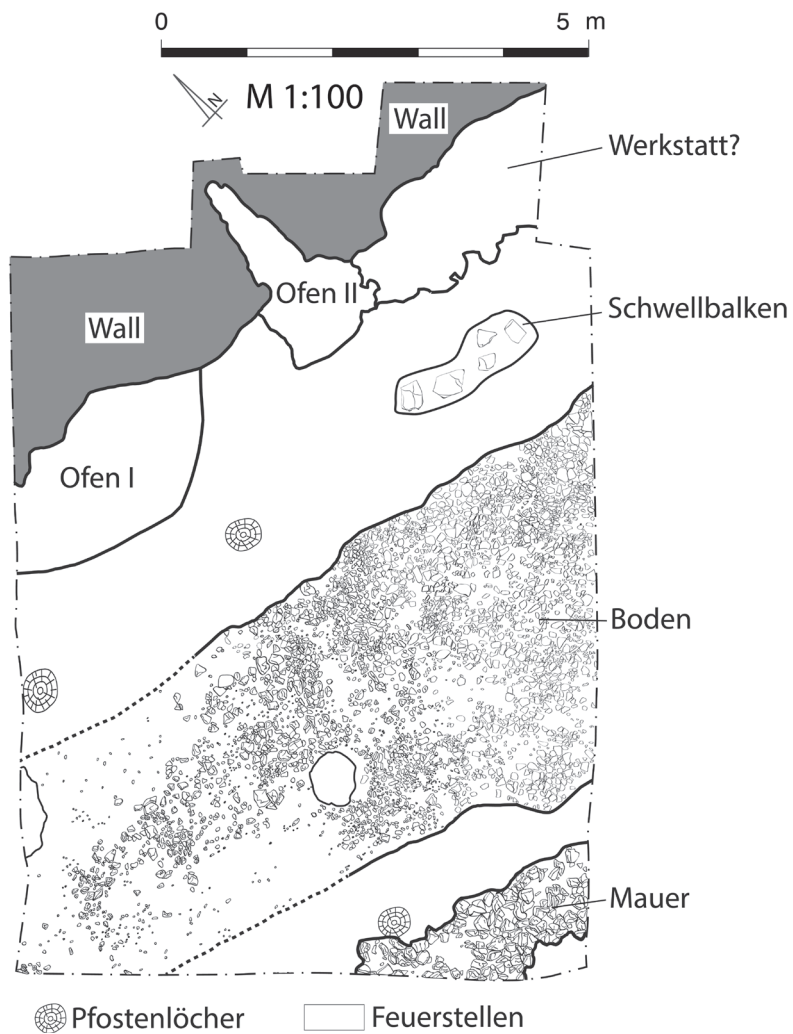 0 5 m
N
M 1:100
Wall
Werkstatt?
Ofen II
Schwellbalken
Wall
Ofen I
Boden
Mauer
Pfostenlöcher
Feuerstellen